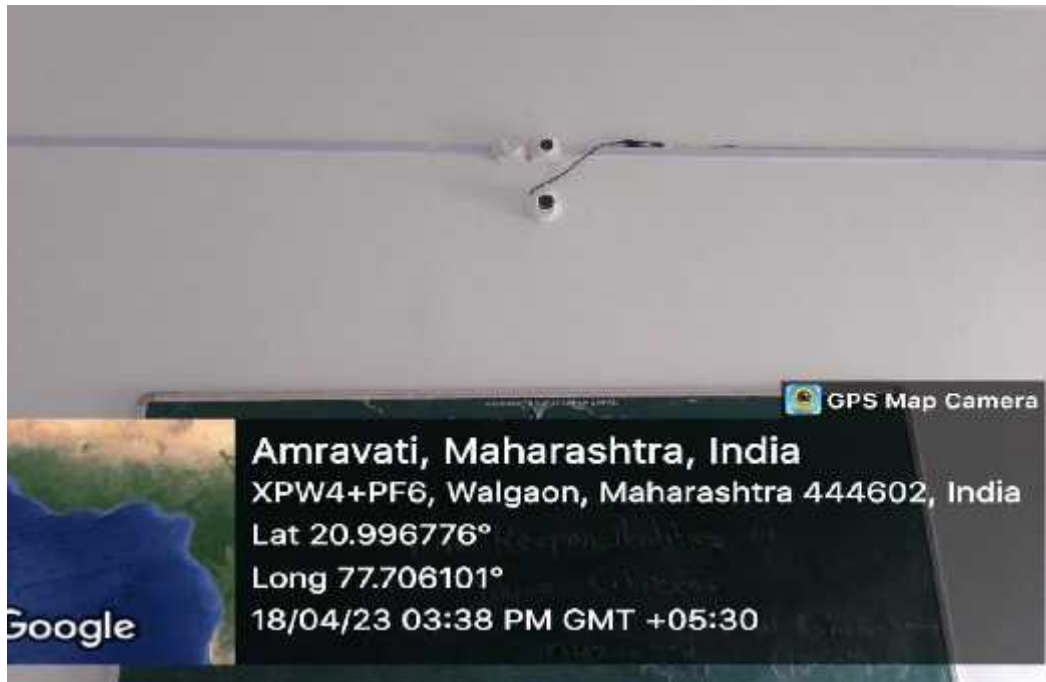 GPS Map Camera
Amravati, Maharashtra, India
XPW4+PF6, Walgaon, Maharashtra 444602, India
Lat 20.996776°
Long 77.706101°
18/04/23 03:38 PM GMT +05:30
Google
Responsibilities